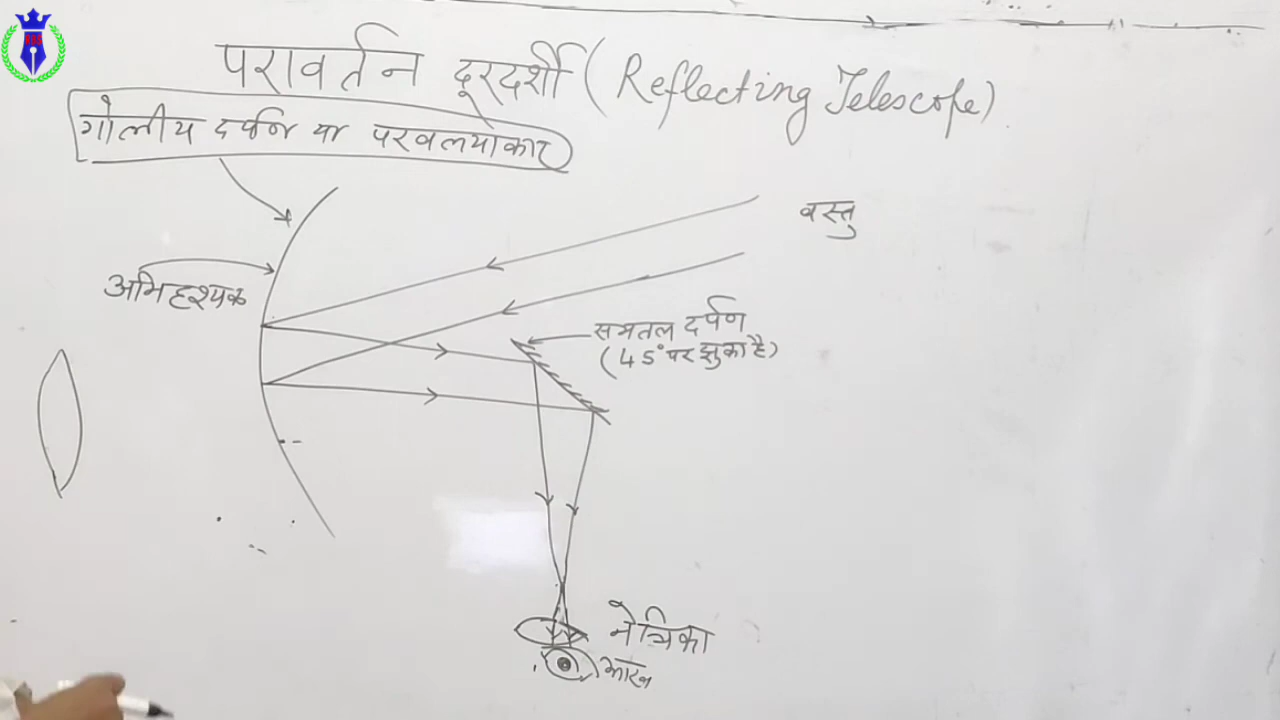 परावर्तन दूरदर्शी (Reflecting Telescope)
गोलीय दर्पण या परवलयाकार
वस्तु
अभिदृश्यक
समतल दर्पण
(45° पर झुका है)
नेत्रिका
आँख